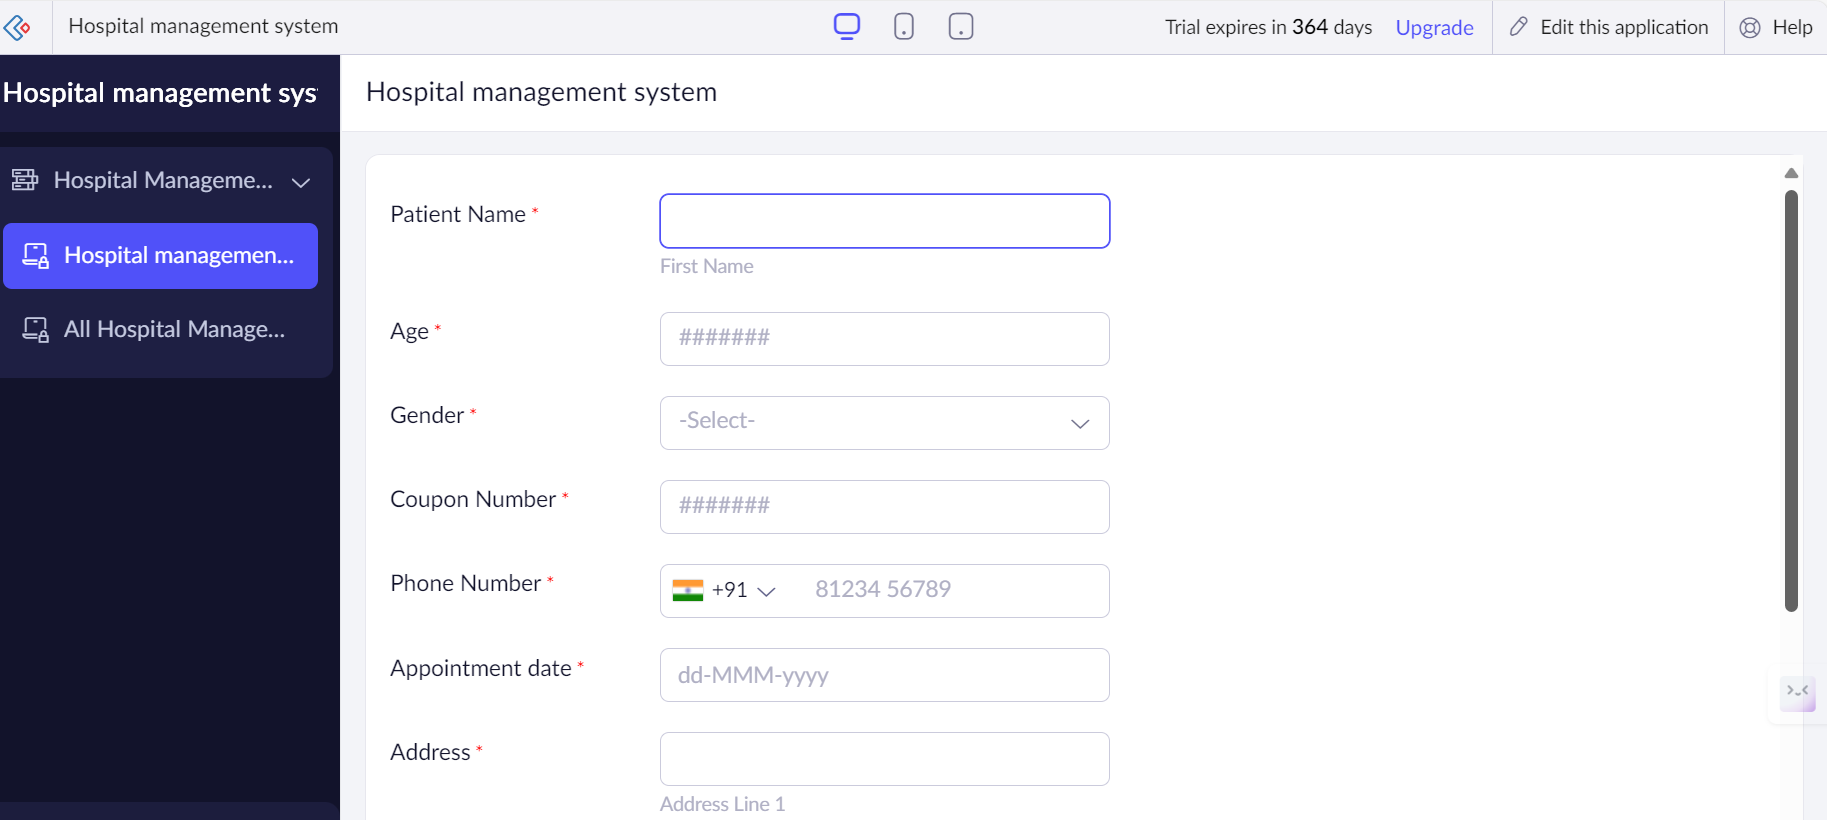 Hospital management system
Trial expires in 364 days
Upgrade
Edit this application
Help
Hospital management sys
Hospital Manageme...
Hospital managemen...
All Hospital Manage...
Hospital management system
Patient Name *
First Name
Age *
#######
Gender *
-Select-
Coupon Number *
#######
Phone Number *
+91
81234 56789
Appointment date *
dd-MMM-yyyy
Address *
Address Line 1